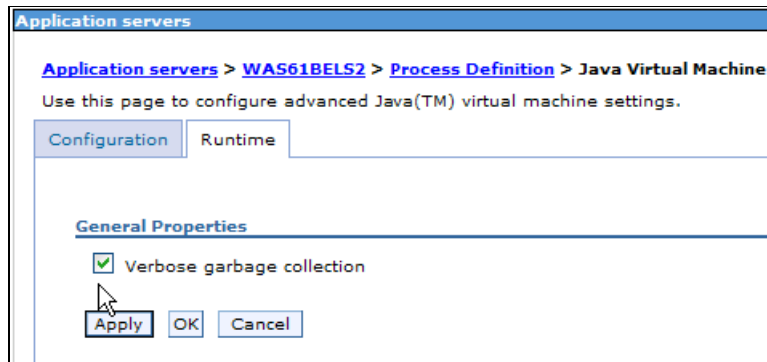 Application servers
Application servers > WAS61BELS2 > Process Definition > Java Virtual Machine
Use this page to configure advanced Java(TM) virtual machine settings.
Configuration Runtime
General Properties
Verbose garbage collection
Apply OK Cancel